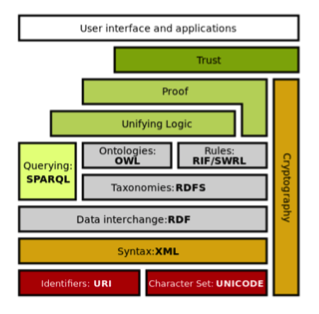 User interface and applications
Trust
Proof
Unifying Logic
Querying:
SPARQL
Ontologies:
OWL
Rules:
RIF/SWRL
Taxonomies:RDFS
Data interchange:RDF
Syntax:XML
Identifiers: URI
Character Set: UNICODE
Cryptography